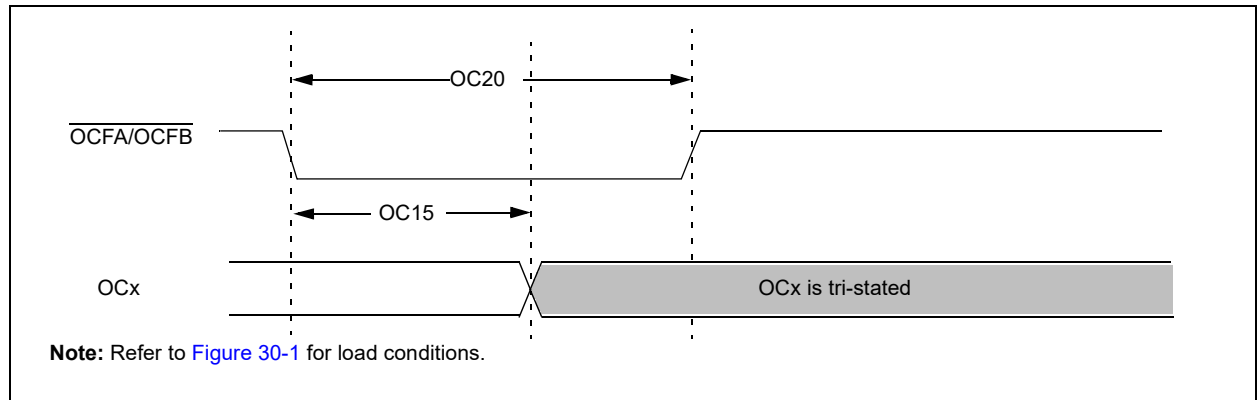 OC20
OCFA/OCFB
OC15
OCx
OCx is tri-stated
Note: Refer to Figure 30-1 for load conditions.